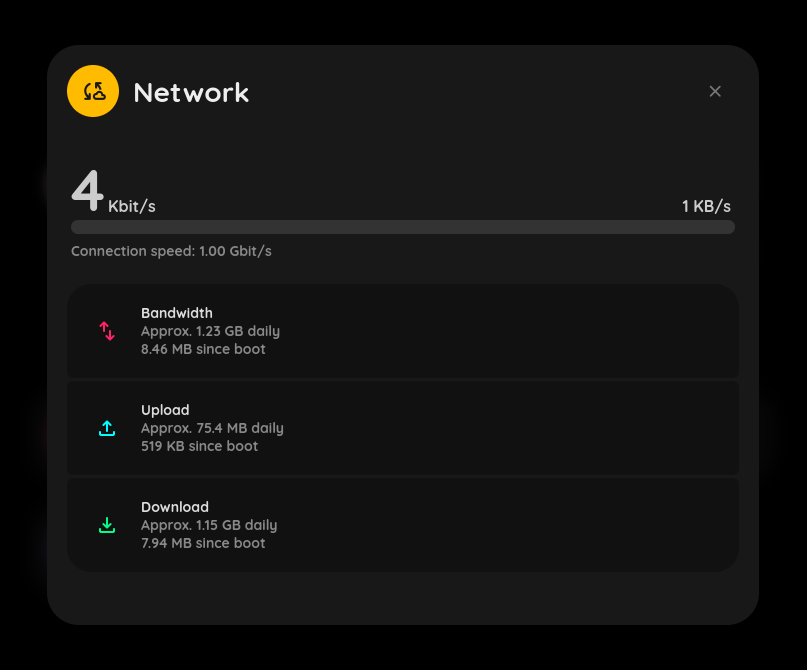 Network
4 Kbit/s 1 KB/s
Connection speed: 1.00 Gbit/s
Bandwidth
Approx. 1.23 GB daily
8.46 MB since boot
Upload
Approx. 75.4 MB daily
519 KB since boot
Download
Approx. 1.15 GB daily
7.94 MB since boot